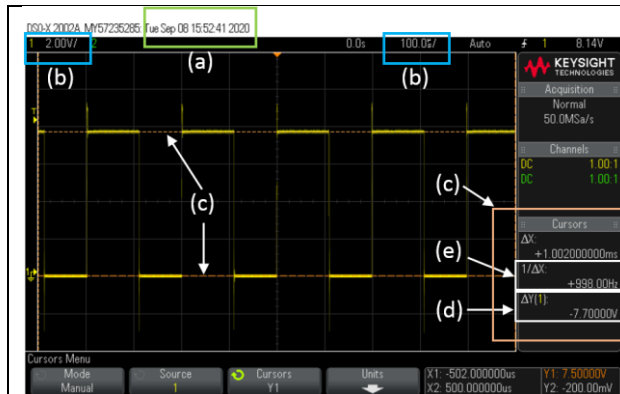 DSO-X 2002A, MY57235285: Tue Sep 08 15:52:41 2020
1 2.00V/ 2 0.0s 100.0us/ Auto 1 8.14V
(a)
(b) (b)
KEYSIGHT
TECHNOLOGIES
Acquisition
Normal
50.0MSa/s
Channels
DC 1.00:1
DC 1.00:1
(c)
(c)
Cursors
ΔX:
+1.002000000ms
(e)
1/ΔX:
+998.00Hz
(d)
ΔY(1):
-7.70000V
T
1
Cursors Menu
Mode Source Cursors Units X1: -502.000000us Y1: 7.50000V
Manual 1 Y1 X2: 500.000000us Y2: -200.00mV